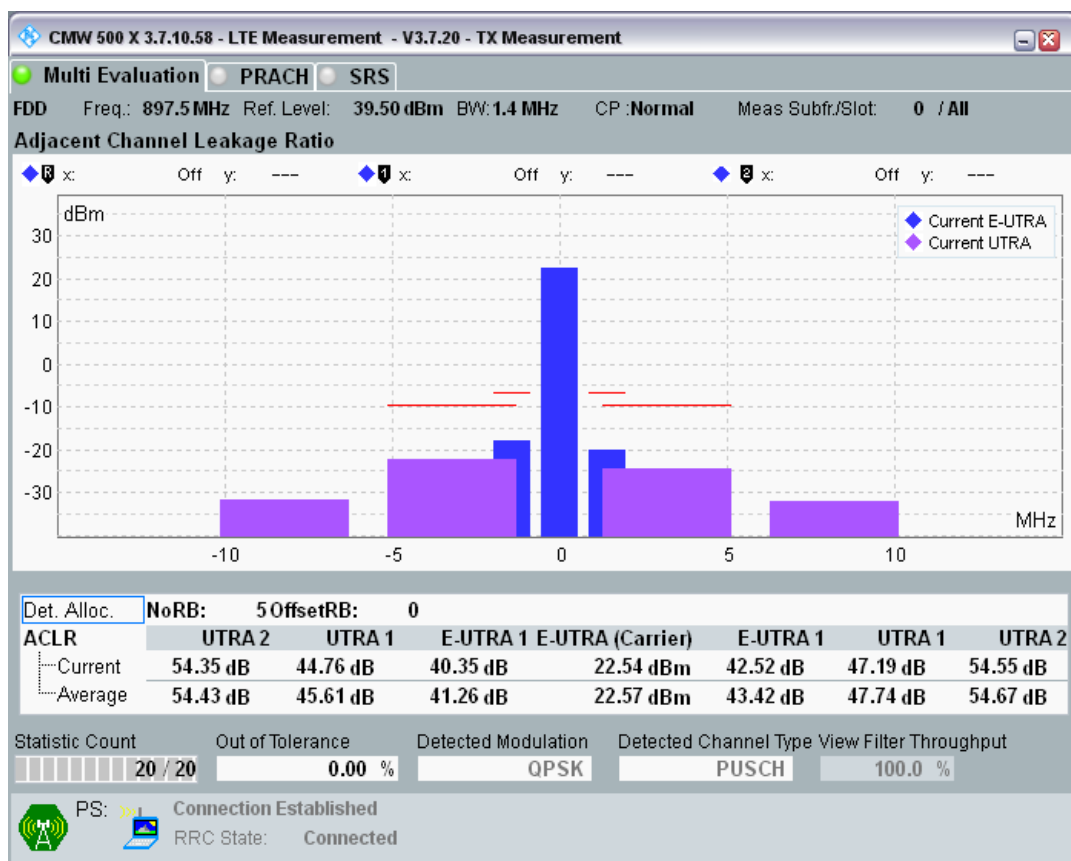 CMW 500 X 3.7.10.58 - LTE Measurement - V3.7.20 - TX Measurement
Multi Evaluation PRACH SRS
FDD Freq.: 897.5 MHz Ref. Level: 39.50 dBm BW: 1.4 MHz CP :Normal Meas Subfr./Slot: 0 / All
Adjacent Channel Leakage Ratio
R x: Off y: --- 1 x: Off y: --- 2 x: Off y: ---
dBm
Current E-UTRA
Current UTRA
30
20
10
0
-10
-20
-30
MHz
-10 -5 0 5 10
Det. Alloc. NoRB: 5 OffsetRB: 0
ACLR UTRA 2 UTRA 1 E-UTRA 1 E-UTRA (Carrier) E-UTRA 1 UTRA 1 UTRA 2
Current 54.35 dB 44.76 dB 40.35 dB 22.54 dBm 42.52 dB 47.19 dB 54.55 dB
Average 54.43 dB 45.61 dB 41.26 dB 22.57 dBm 43.42 dB 47.74 dB 54.67 dB
Statistic Count Out of Tolerance Detected Modulation Detected Channel Type View Filter Throughput
20 / 20 0.00 % QPSK PUSCH 100.0 %
PS: Connection Established
RRC State: Connected